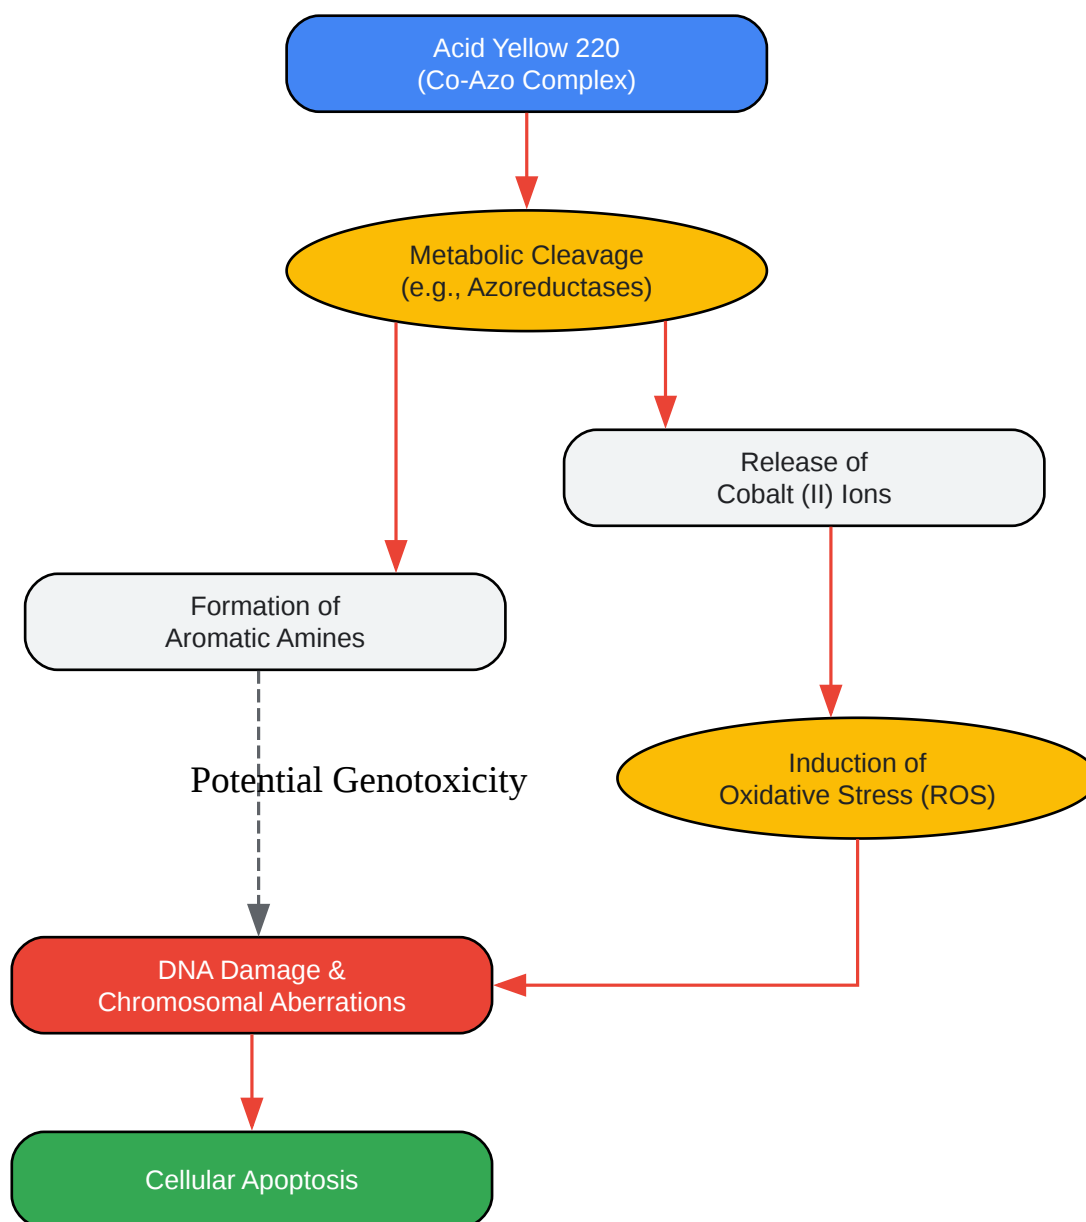 Acid Yellow 220
(Co-Azo Complex)
Metabolic Cleavage
(e.g., Azoreductases)
Release of
Cobalt (II) Ions
Formation of
Aromatic Amines
Potential Genotoxicity
Induction of
Oxidative Stress (ROS)
DNA Damage &
Chromosomal Aberrations
Cellular Apoptosis